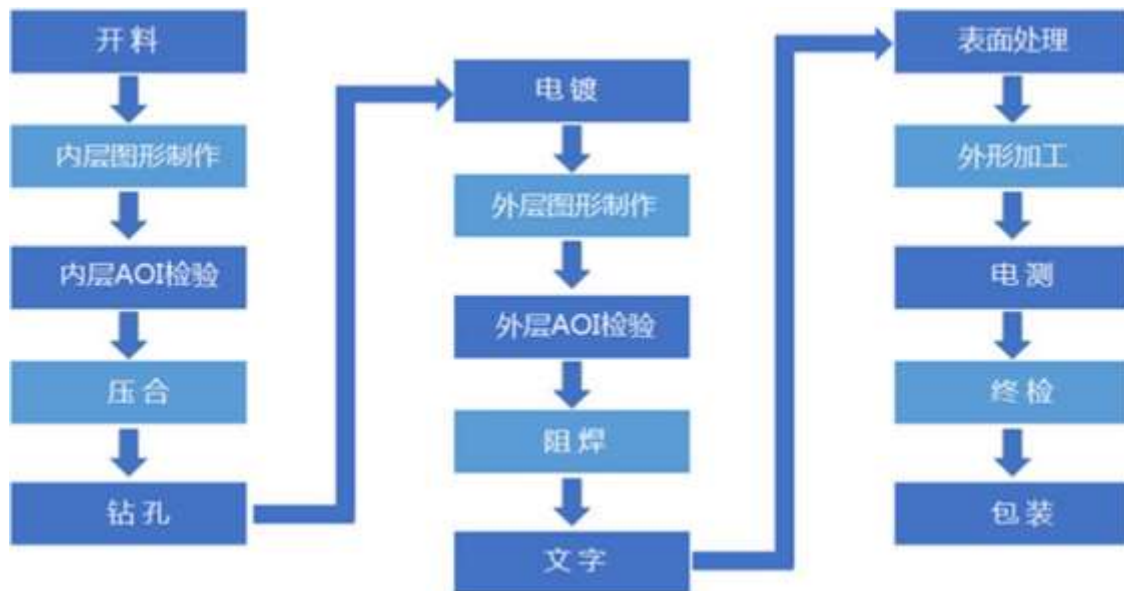 开料
内层图形制作
内层AOI检验
压合
钻孔
电镀
外层图形制作
外层AOI检验
阻焊
文字
表面处理
外形加工
电测
终检
包装